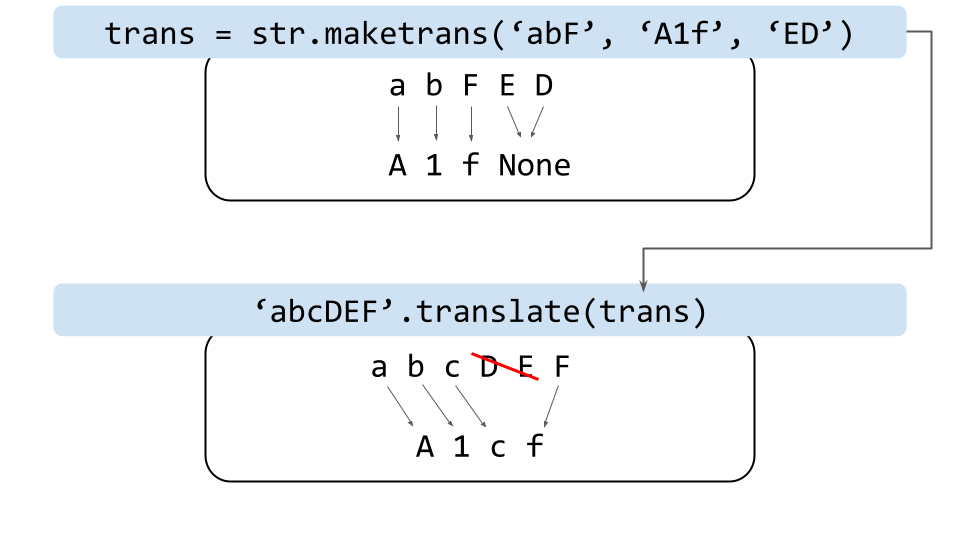 trans = str.maketrans(‘abF’, ‘A1f’, ‘ED’)
a b F E D
A 1 f None
‘abcDEF’.translate(trans)
a b c D E F
A 1 c f